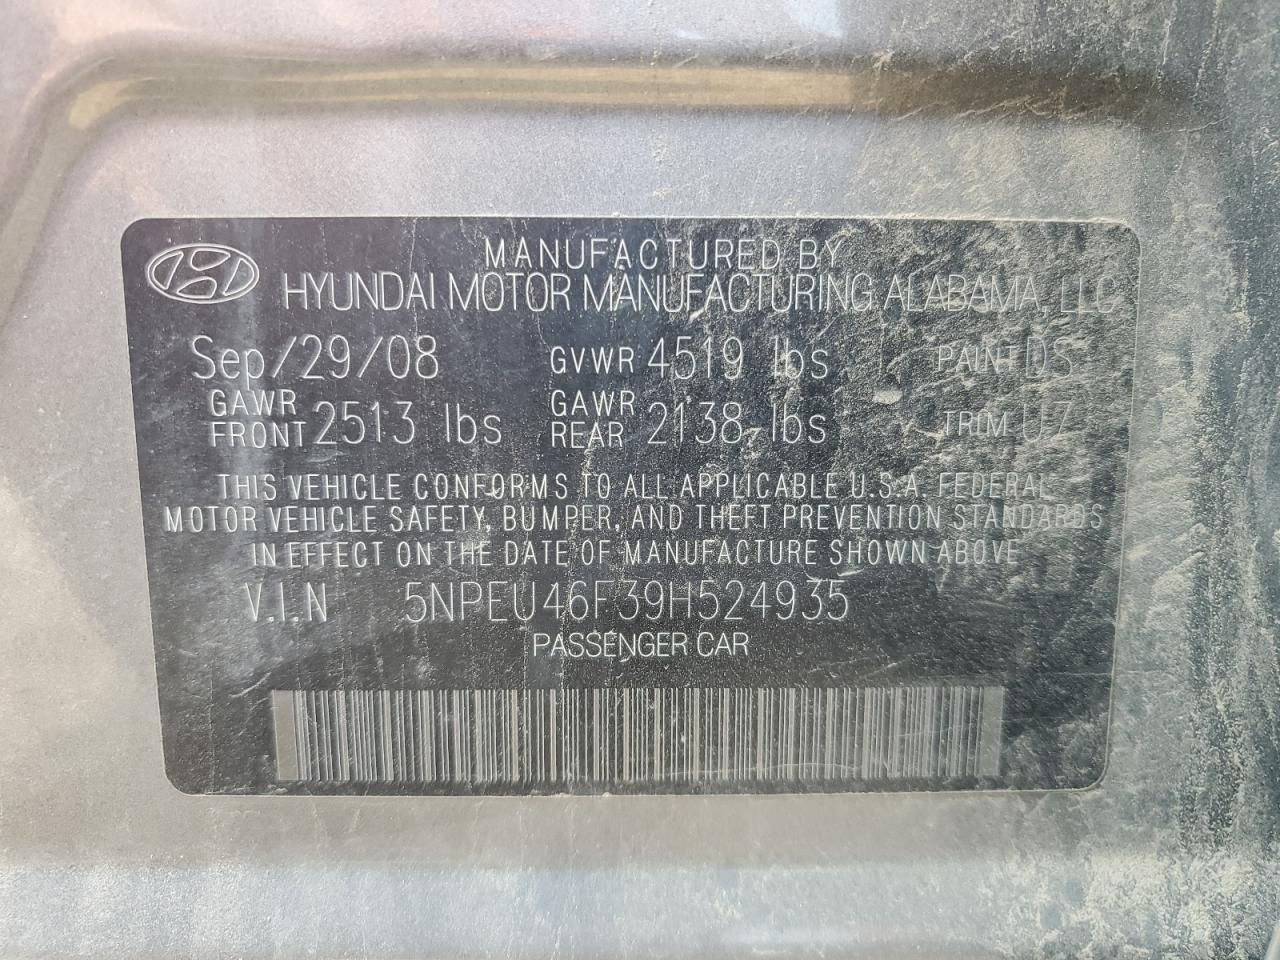 MANUFACTURED BY
HYUNDAI MOTOR MANUFACTURING ALABAMA, LLC
Sep/29/08 GVWR 4519 lbs PAINT DS
GAWR FRONT 2513 lbs GAWR REAR 2138 lbs TRIM U7
THIS VEHICLE CONFORMS TO ALL APPLICABLE U.S.A. FEDERAL
MOTOR VEHICLE SAFETY, BUMPER, AND THEFT PREVENTION STANDARDS
IN EFFECT ON THE DATE OF MANUFACTURE SHOWN ABOVE
V.I.N 5NPEU46F39H524935
PASSENGER CAR